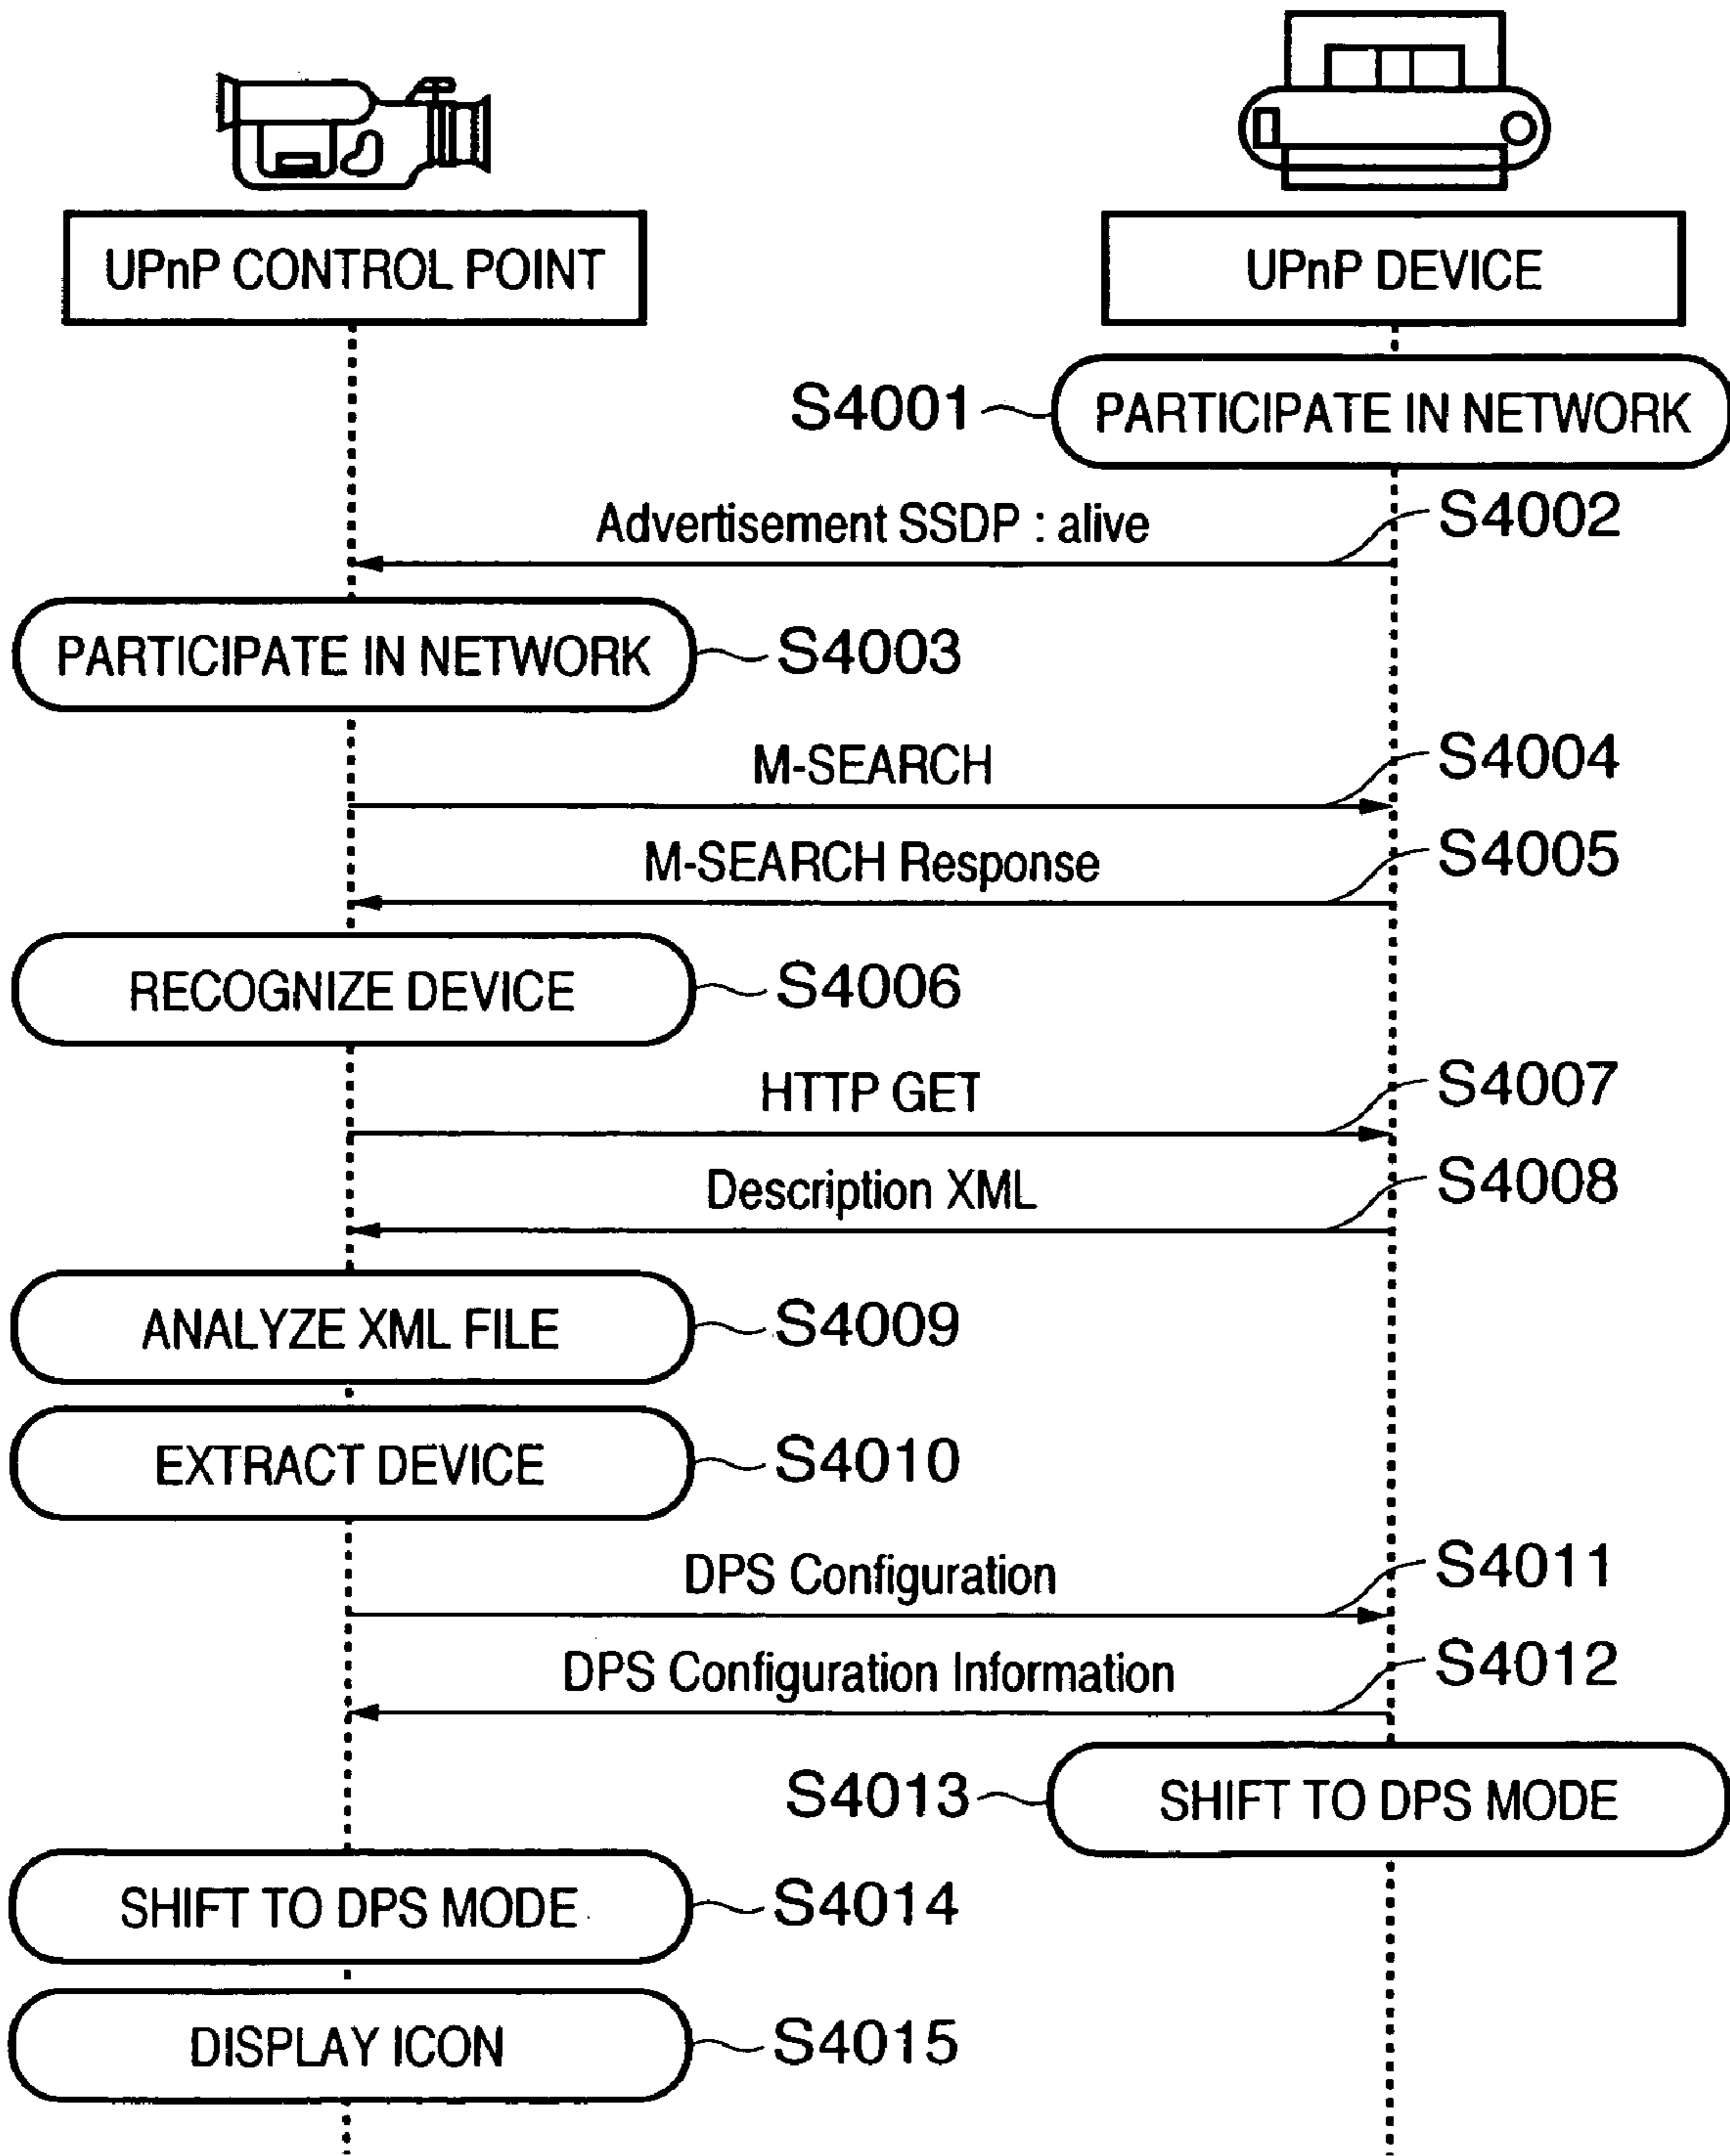 UPnP CONTROL POINT
UPnP DEVICE
S4001
PARTICIPATE IN NETWORK
Advertisement SSDP : alive
S4002
PARTICIPATE IN NETWORK
S4003
M-SEARCH
S4004
M-SEARCH Response
S4005
RECOGNIZE DEVICE
S4006
HTTP GET
S4007
Description XML
S4008
ANALYZE XML FILE
S4009
EXTRACT DEVICE
S4010
DPS Configuration
S4011
DPS Configuration Information
S4012
S4013
SHIFT TO DPS MODE
SHIFT TO DPS MODE
S4014
DISPLAY ICON
S4015